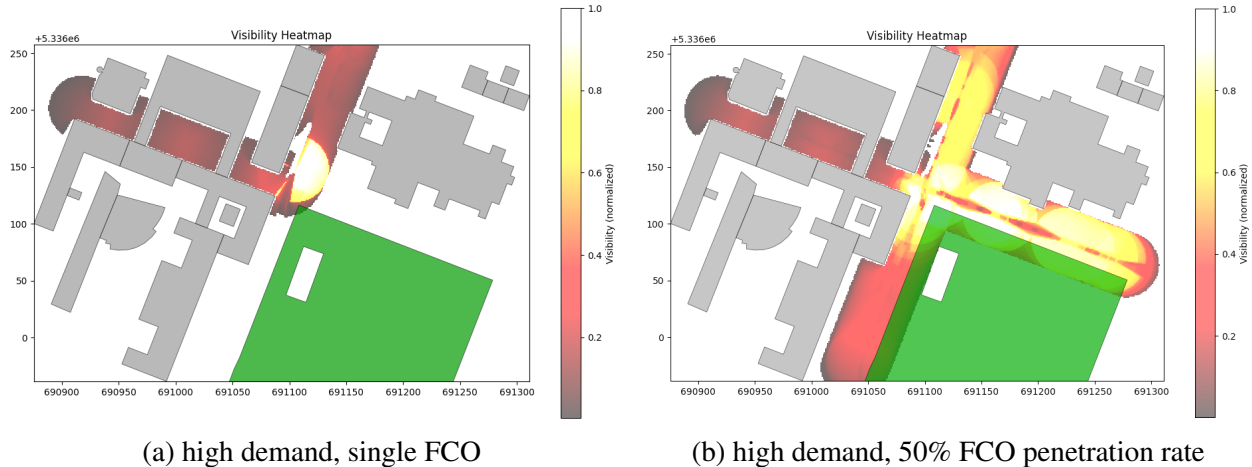 Visibility Heatmap
+5.336e6
250
200
150
100
50
0
690900 690950 691000 691050 691100 691150 691200 691250 691300
1.0
0.8
0.6
0.4
0.2
Visibility (normalized)
(a) high demand, single FCO
Visibility Heatmap
+5.336e6
250
200
150
100
50
0
690900 690950 691000 691050 691100 691150 691200 691250 691300
1.0
0.8
0.6
0.4
0.2
Visibility (normalized)
(b) high demand, 50% FCO penetration rate